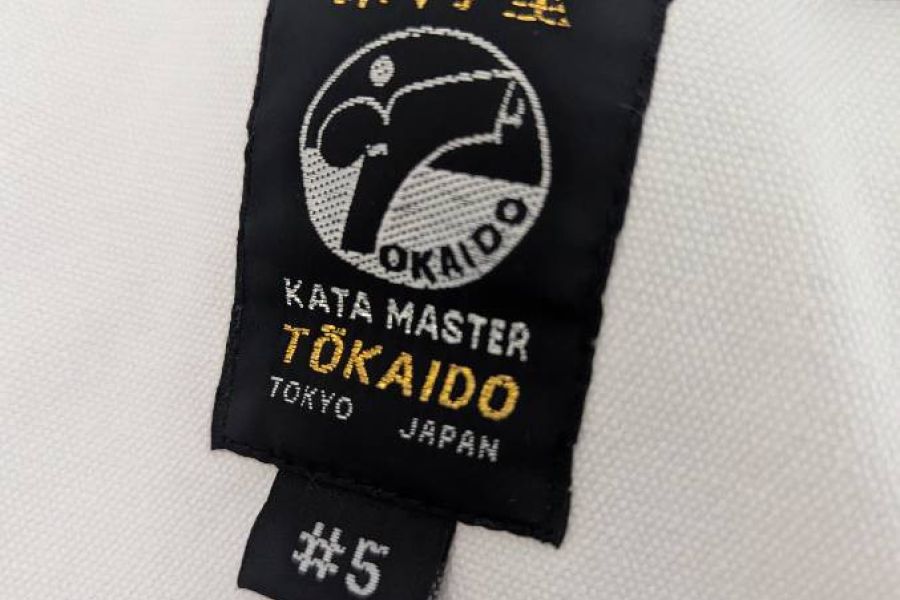 TOKAIDO
KATA MASTER
TŌKAIDO
TOKYO JAPAN
#5